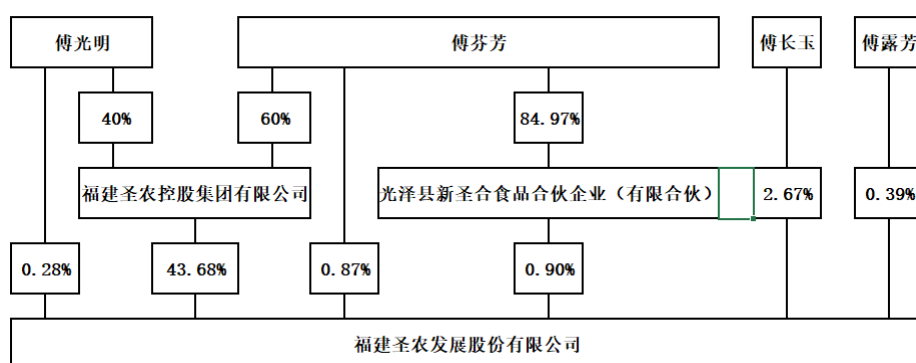 傅光明
傅芬芳
傅长玉
傅露芳
40%
60%
84.97%
福建圣农控股集团有限公司
光泽县新圣合食品合伙企业（有限合伙）
2.67%
0.39%
0.28%
43.68%
0.87%
0.90%
福建圣农发展股份有限公司